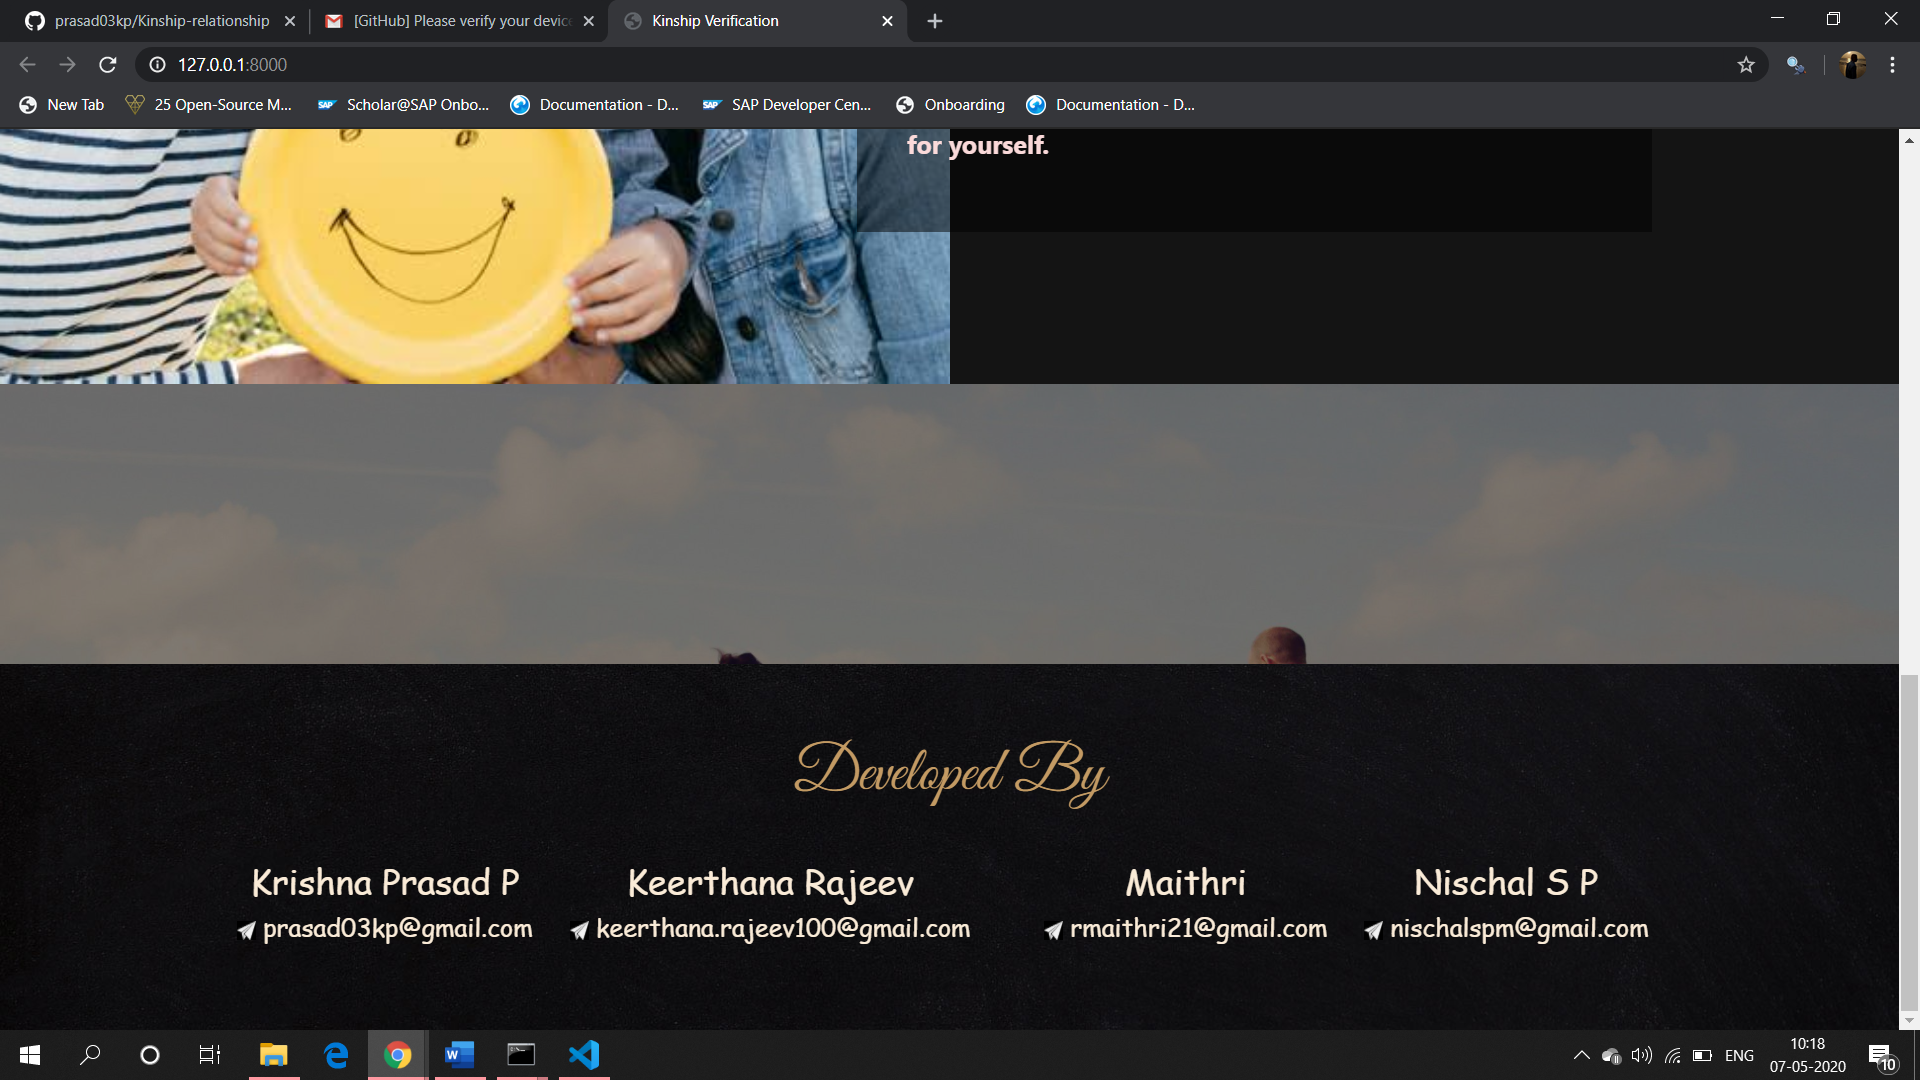 prasad03kp/Kinship-relationship
[GitHub] Please verify your device
Kinship Verification
127.0.0.1:8000
New Tab
25 Open-Source M...
Scholar@SAP Onbo...
Documentation - D...
SAP Developer Cen...
Onboarding
Documentation - D...
for yourself.
Developed By
Krishna Prasad P
Keerthana Rajeev
Maithri
Nischal S P
prasad03kp@gmail.com
keerthana.rajeev100@gmail.com
rmaithri21@gmail.com
nischalspm@gmail.com
ENG
10:18
07-05-2020
10